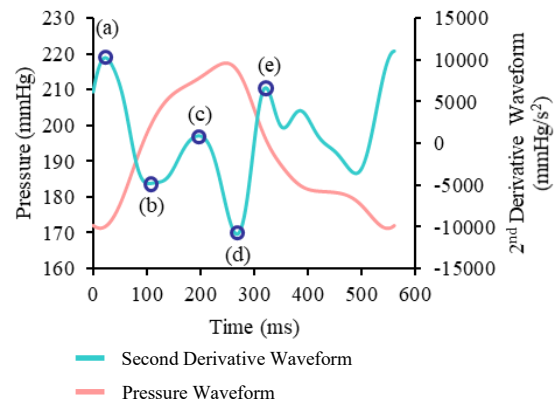 230
220
210
200
190
180
170
160
Pressure (mmHg)
15000
10000
5000
0
-5000
-10000
-15000
2nd Derivative Waveform
(mmHg/s2)
(a)
(b)
(c)
(d)
(e)
0 100 200 300 400 500 600
Time (ms)
Second Derivative Waveform
Pressure Waveform